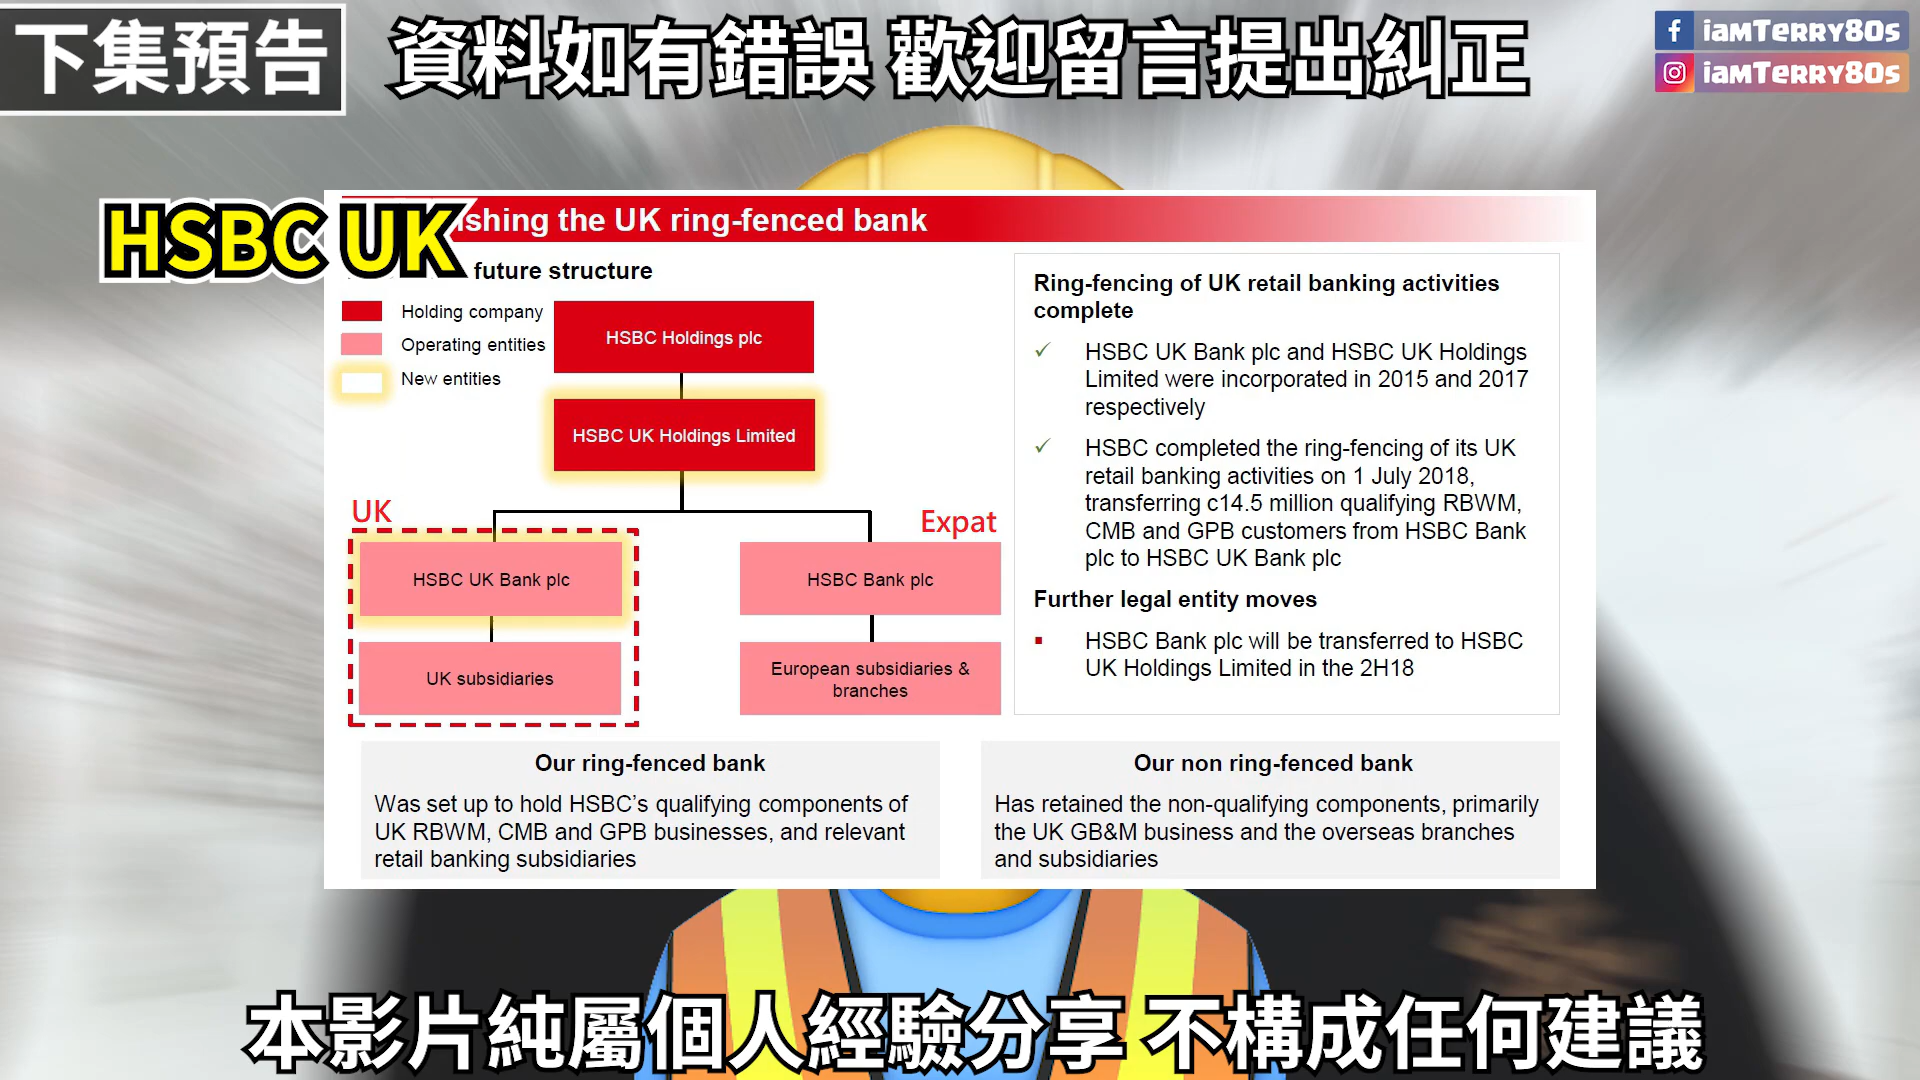 下集預告
資料如有錯誤 歡迎留言提出糾正
iamTerry80s
iamTerry80s
HSBC UK
shing the UK ring-fenced bank
future structure
Holding company
Operating entities
New entities
HSBC Holdings plc
HSBC UK Holdings Limited
UK
Expat
HSBC UK Bank plc
HSBC Bank plc
UK subsidiaries
European subsidiaries &
branches
Ring-fencing of UK retail banking activities
complete
✓ HSBC UK Bank plc and HSBC UK Holdings
Limited were incorporated in 2015 and 2017
respectively
✓ HSBC completed the ring-fencing of its UK
retail banking activities on 1 July 2018,
transferring c14.5 million qualifying RBWM,
CMB and GPB customers from HSBC Bank
plc to HSBC UK Bank plc
Further legal entity moves
▪ HSBC Bank plc will be transferred to HSBC
UK Holdings Limited in the 2H18
Our ring-fenced bank
Was set up to hold HSBC’s qualifying components of
UK RBWM, CMB and GPB businesses, and relevant
retail banking subsidiaries
Our non ring-fenced bank
Has retained the non-qualifying components, primarily
the UK GB&M business and the overseas branches
and subsidiaries
本影片純屬個人經驗分享 不構成任何建議